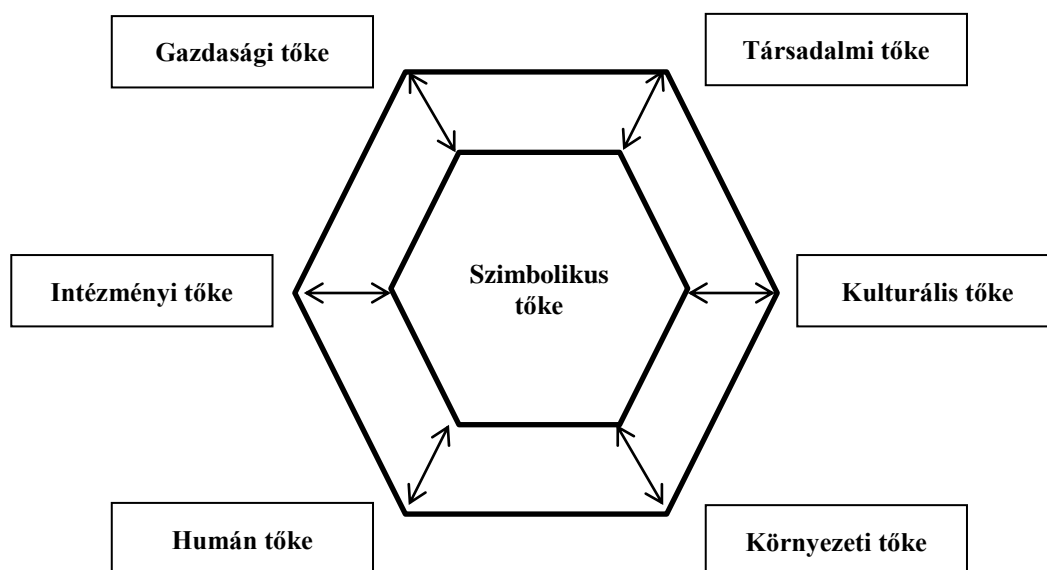 Gazdasági tőke
Társadalmi tőke
Intézményi tőke
Szimbolikus
tőke
Kulturális tőke
Humán tőke
Környezeti tőke